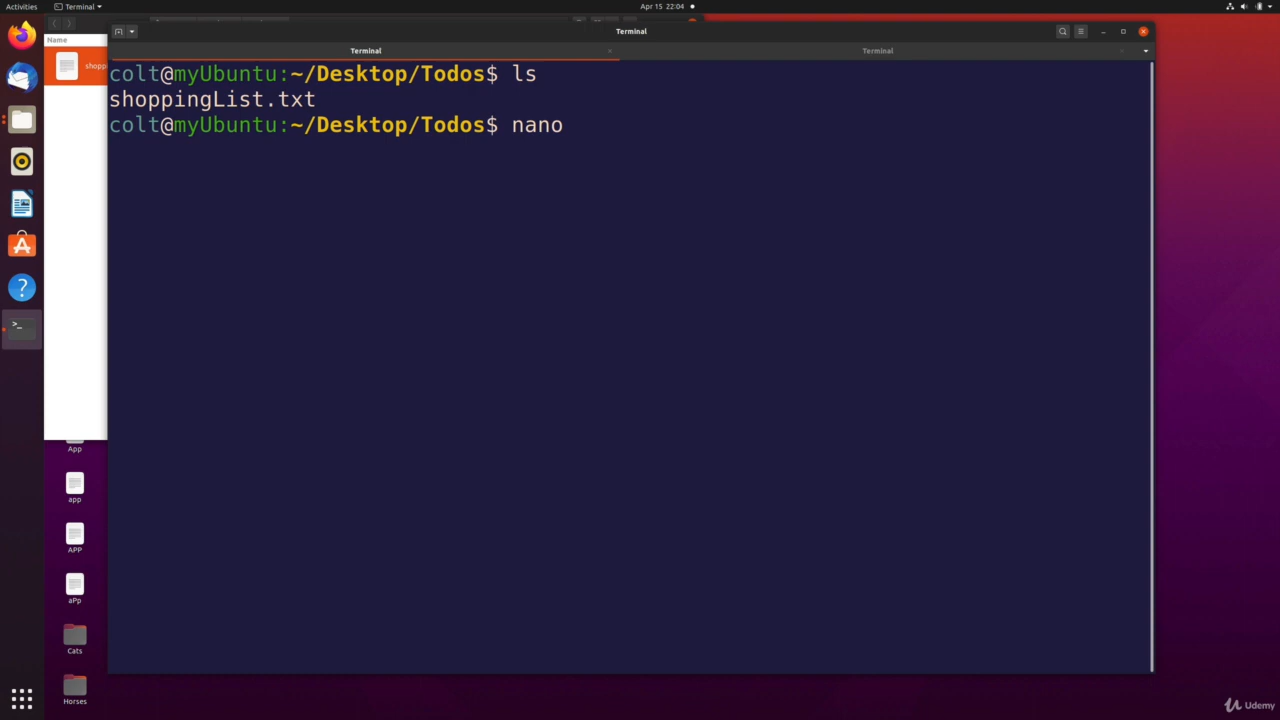 Activities
Terminal
Apr 15 22:04
Name
Terminal
Terminal
Terminal
shopp
colt@myUbuntu:~/Desktop/Todos$ ls
shoppingList.txt
colt@myUbuntu:~/Desktop/Todos$ nano
>_
?
App
app
APP
aPp
Cats
Horses
Udemy